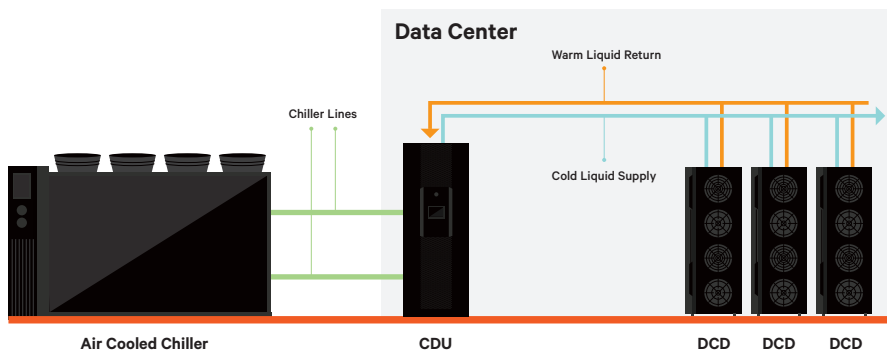 Data Center
Warm Liquid Return
Chiller Lines
Cold Liquid Supply
Air Cooled Chiller
CDU
DCD
DCD
DCD